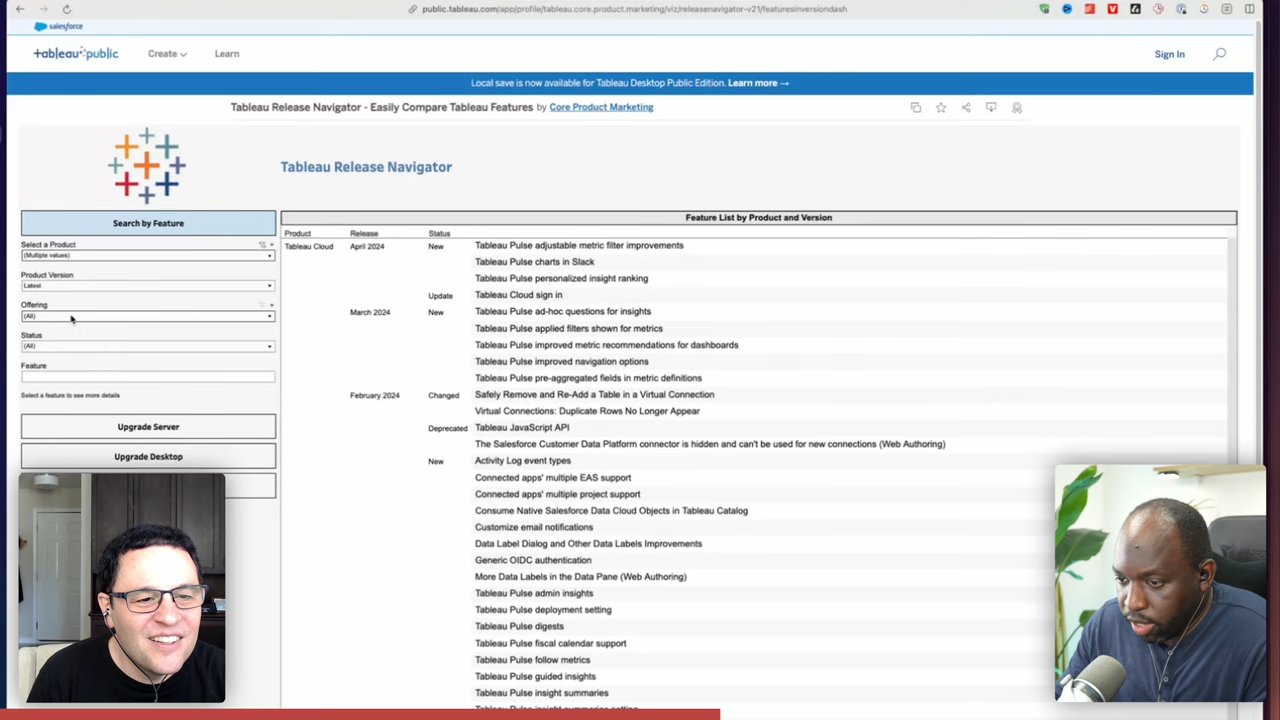 public.tableau.com/app/profile/tableau.core.product.marketing/viz/releasenavigator-v21/featuresinversiondash
salesforce
tableau public
Create
Learn
Sign In
Local save is now available for Tableau Desktop Public Edition. Learn more →
Tableau Release Navigator - Easily Compare Tableau Features by Core Product Marketing
Tableau Release Navigator
Search by Feature
Select a Product
(Multiple values)
Product Version
Latest
Offering
(All)
Status
(All)
Feature
Select a feature to see more details
Upgrade Server
Upgrade Desktop
Feature List by Product and Version
Product Release Status
Tableau Cloud April 2024 New Tableau Pulse adjustable metric filter improvements
Tableau Pulse charts in Slack
Tableau Pulse personalized insight ranking
Update Tableau Cloud sign in
March 2024 New Tableau Pulse ad-hoc questions for insights
Tableau Pulse applied filters shown for metrics
Tableau Pulse improved metric recommendations for dashboards
Tableau Pulse improved navigation options
Tableau Pulse pre-aggregated fields in metric definitions
February 2024 Changed Safely Remove and Re-Add a Table in a Virtual Connection
Virtual Connections: Duplicate Rows No Longer Appear
Deprecated Tableau JavaScript API
The Salesforce Customer Data Platform connector is hidden and can't be used for new connections (Web Authoring)
New Activity Log event types
Connected apps' multiple EAS support
Connected apps' multiple project support
Consume Native Salesforce Data Cloud Objects in Tableau Catalog
Customize email notifications
Data Label Dialog and Other Data Labels Improvements
Generic OIDC authentication
More Data Labels in the Data Pane (Web Authoring)
Tableau Pulse admin insights
Tableau Pulse deployment setting
Tableau Pulse digests
Tableau Pulse fiscal calendar support
Tableau Pulse follow metrics
Tableau Pulse guided insights
Tableau Pulse insight summaries